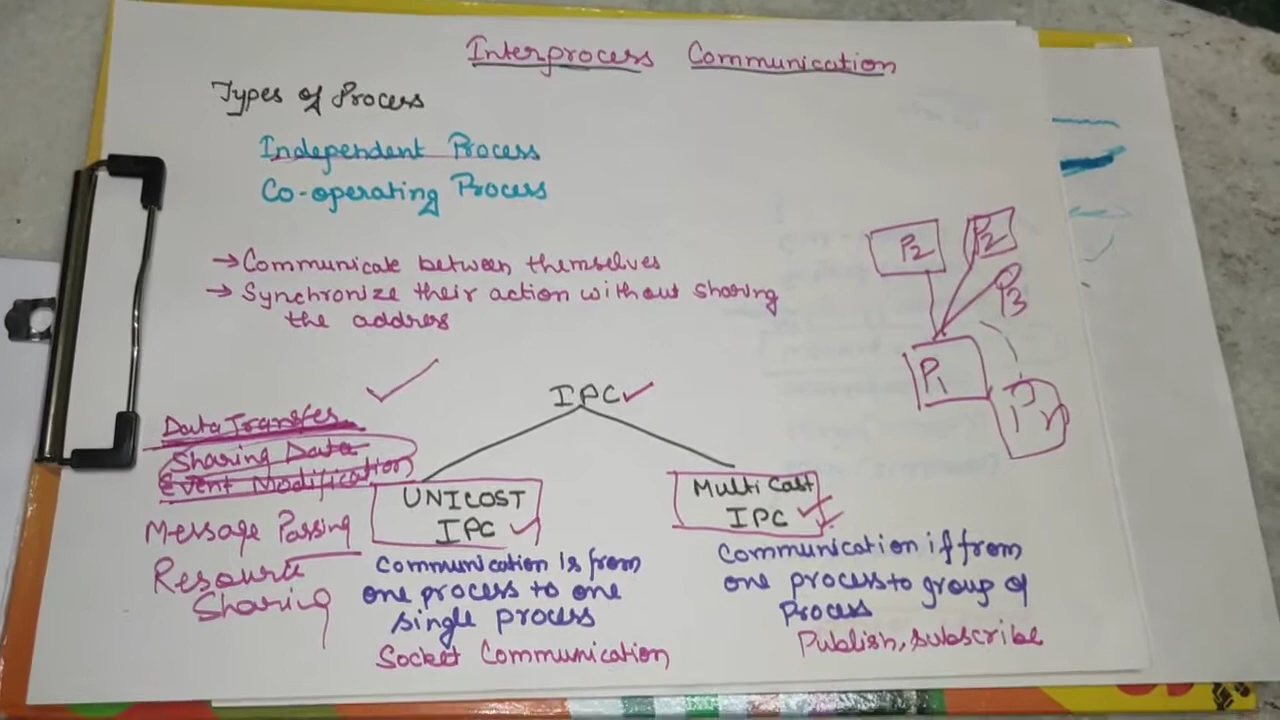 Interprocess Communication
Types of Process
Independent Process
Co-operating Process
→Communicate between themselves
→ Synchronize their action without sharing
the address
P2
P2
P3
P1
IPC
Data Transfer
Sharing Data
Event Modification
Message Passing
Resource
Sharing
UNICOST
IPC
Communication is from
one process to one
single process
Socket Communication
Multi Cast
IPC
Communication if from
one process to group of
Process
Publish, subscribe